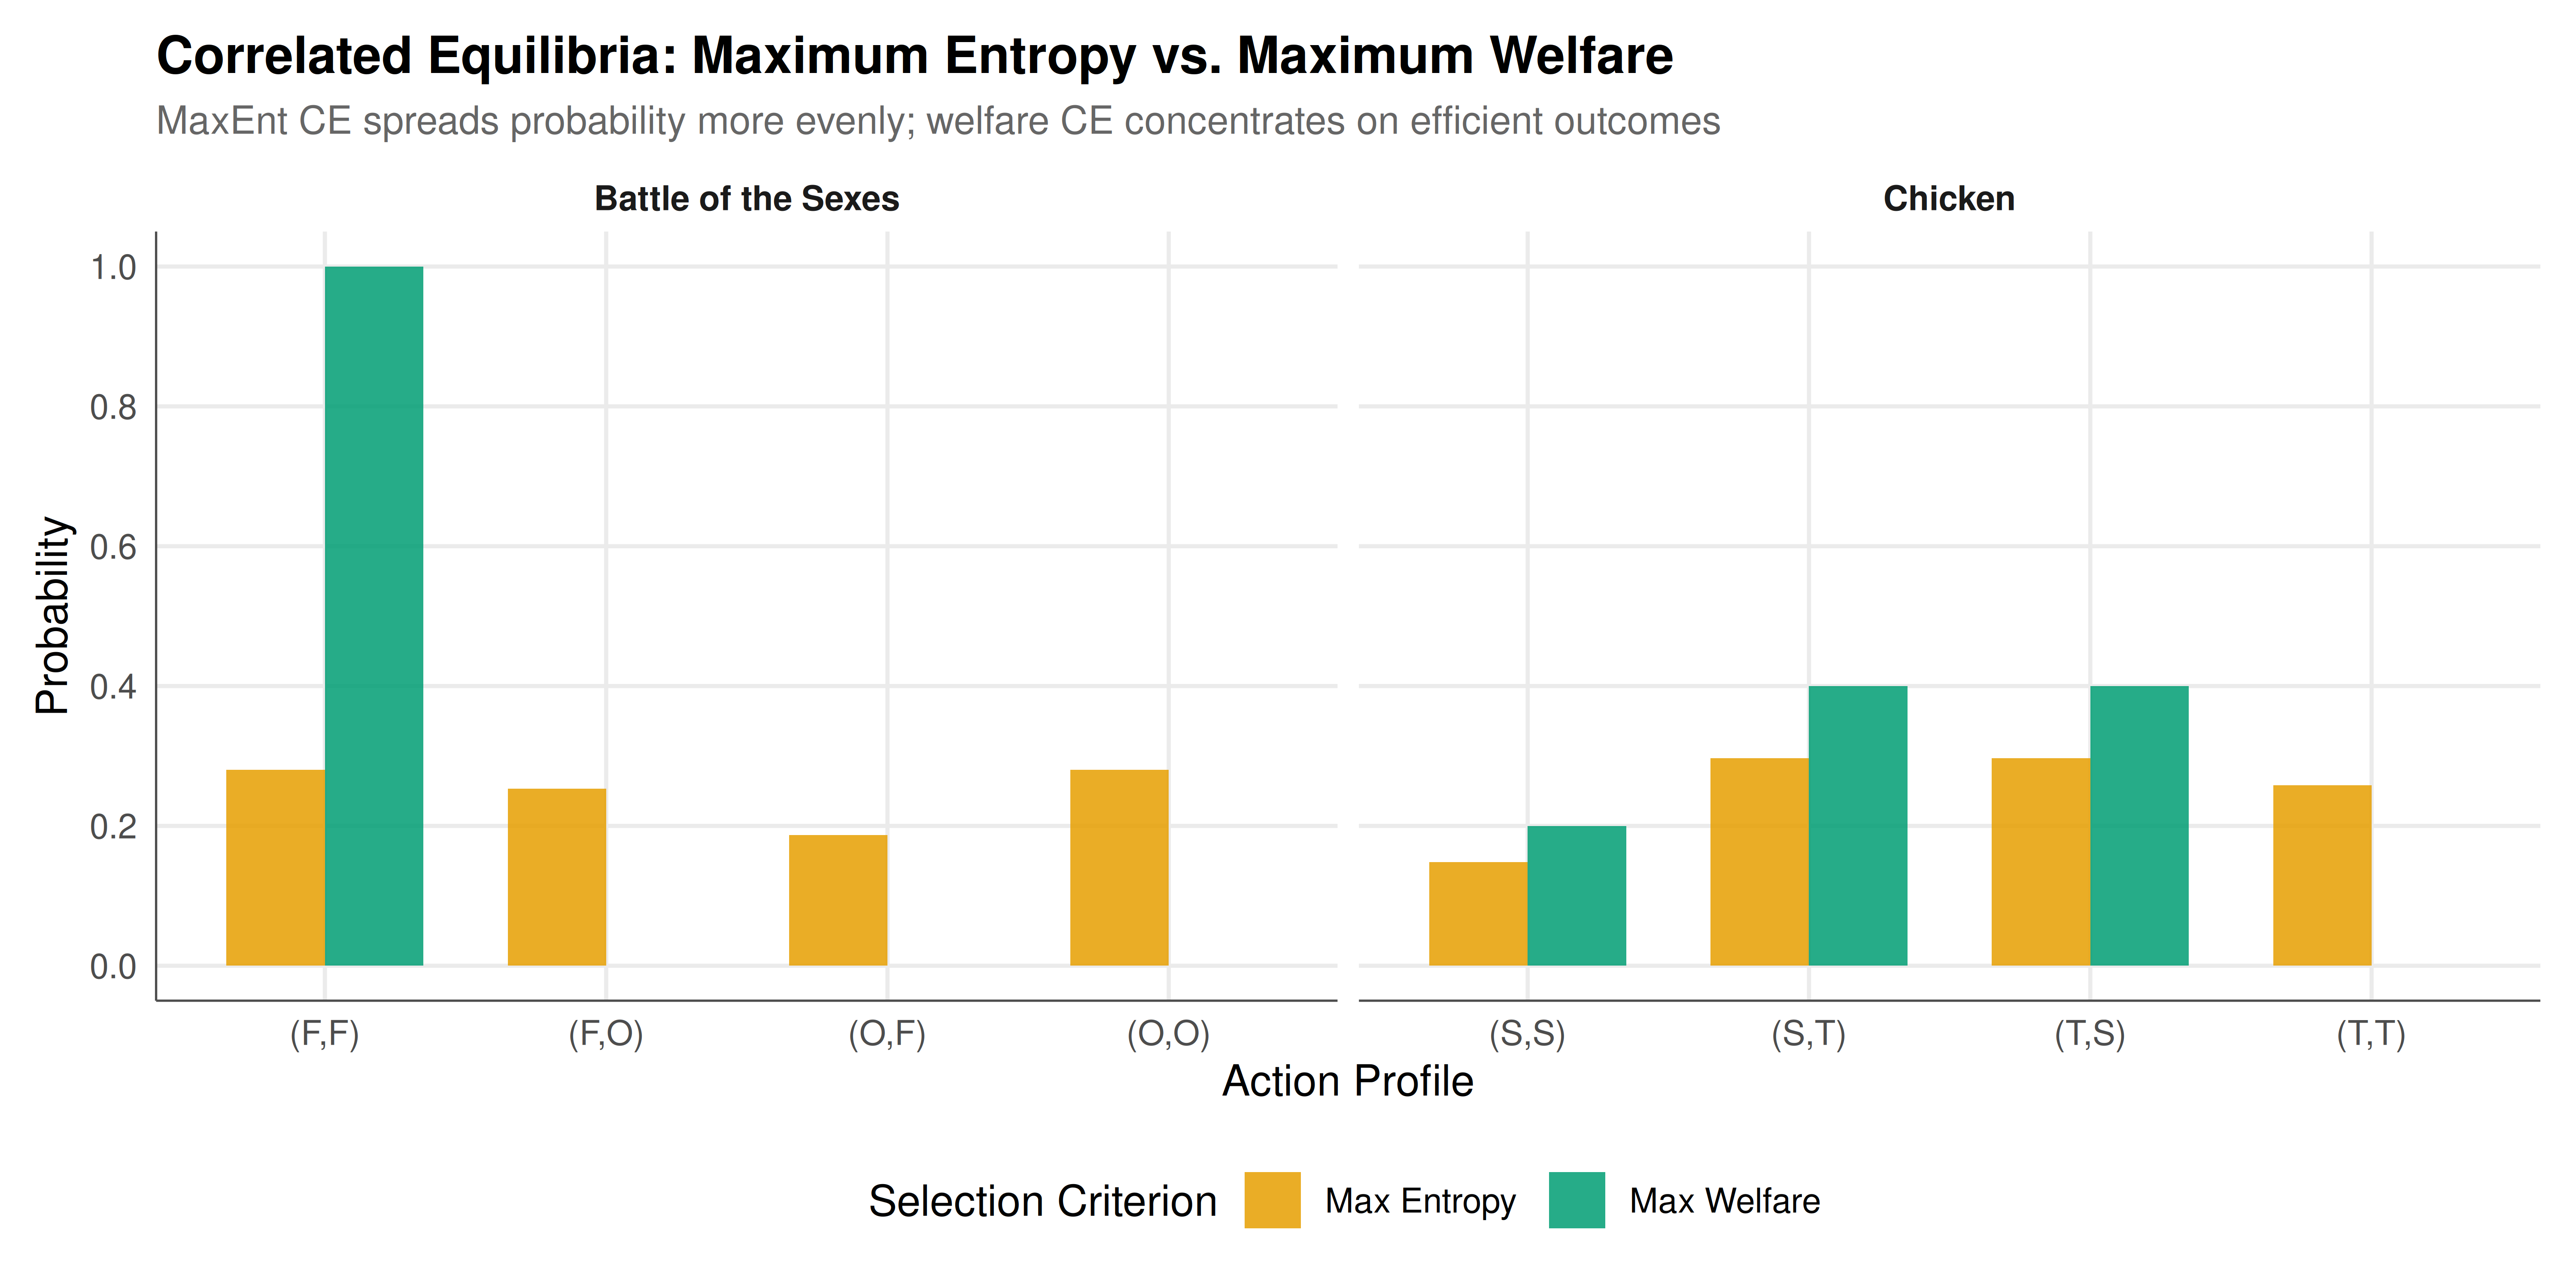 Correlated Equilibria: Maximum Entropy vs. Maximum Welfare
MaxEnt CE spreads probability more evenly; welfare CE concentrates on efficient outcomes
Battle of the Sexes
Chicken
Probability
1.0
0.8
0.6
0.4
0.2
0.0
(F,F)
(F,O)
(O,F)
(O,O)
(S,S)
(S,T)
(T,S)
(T,T)
Action Profile
Selection Criterion
Max Entropy
Max Welfare